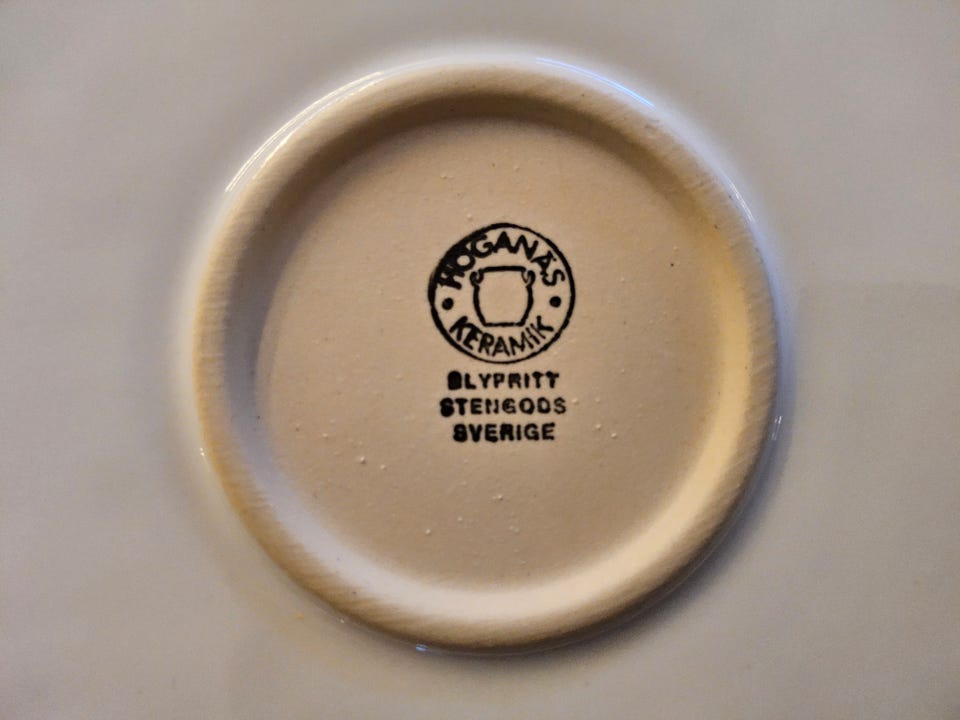 HÖGANÄS
KERAMIK
BLYFRITT
STENGODS
SVERIGE